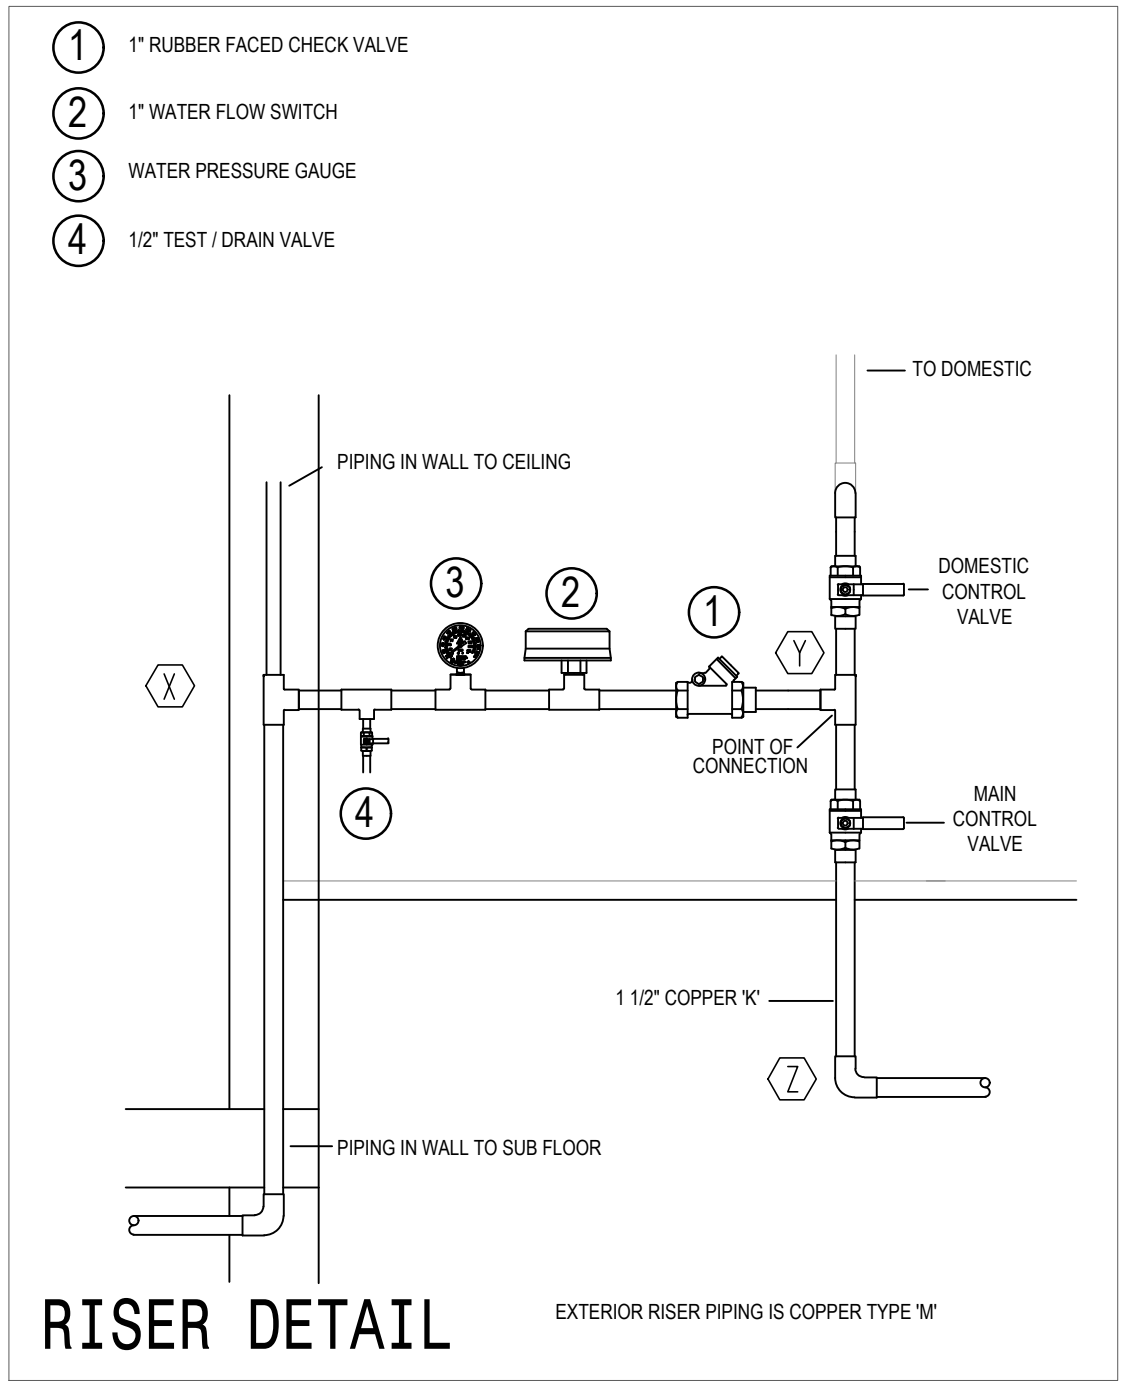 1
1" RUBBER FACED CHECK VALVE
2
1" WATER FLOW SWITCH
3
WATER PRESSURE GAUGE
4
1/2" TEST / DRAIN VALVE
TO DOMESTIC
PIPING IN WALL TO CEILING
3
2
1
DOMESTIC
CONTROL
VALVE
X
Y
POINT OF
CONNECTION
4
MAIN
CONTROL
VALVE
1 1/2" COPPER 'K'
Z
PIPING IN WALL TO SUB FLOOR
RISER DETAIL
EXTERIOR RISER PIPING IS COPPER TYPE 'M'